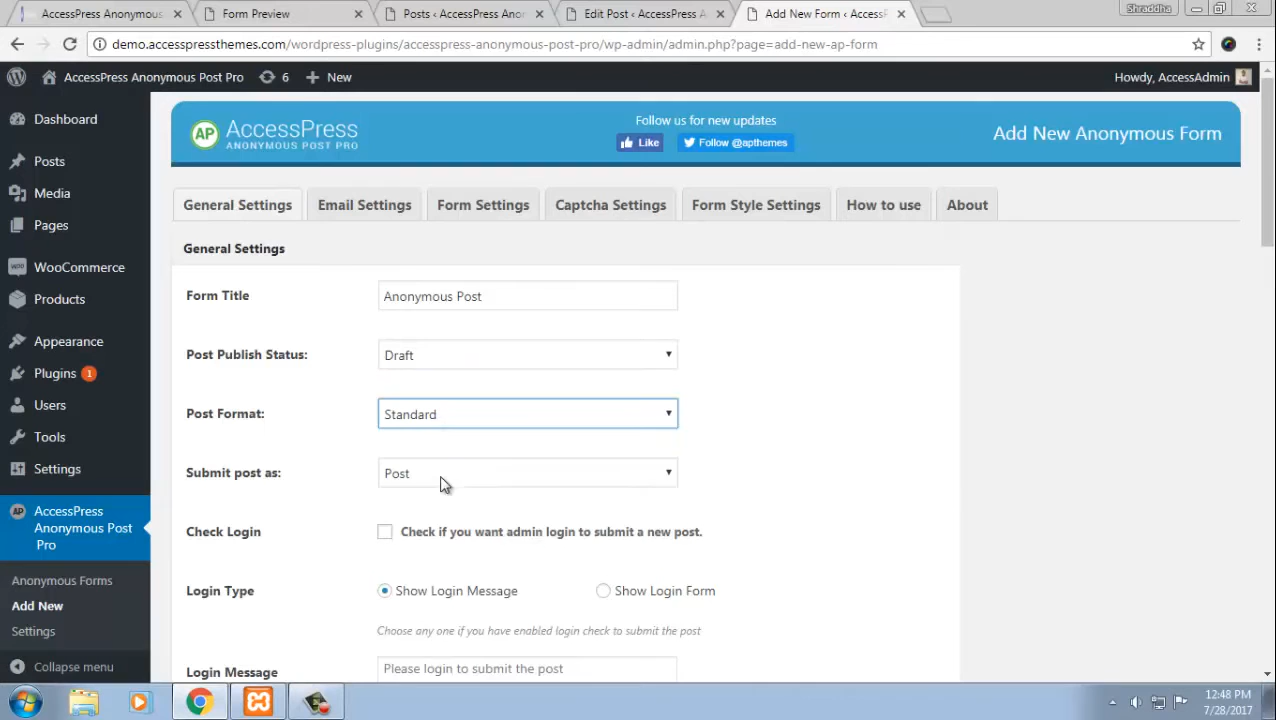 AccessPress Anonymous
Form Preview
Posts < AccessPress Ano
Edit Post < AccessPress A
Add New Form < Access
Shraddha
demo.accesspressthemes.com/wordpress-plugins/accesspress-anonymous-post-pro/wp-admin/admin.php?page=add-new-ap-form
AccessPress Anonymous Post Pro
6
New
Howdy, AccessAdmin
Dashboard
Posts
Media
Pages
WooCommerce
Products
Appearance
Plugins 1
Users
Tools
Settings
AccessPress
Anonymous Post
Pro
Anonymous Forms
Add New
Settings
Collapse menu
AP AccessPress
ANONYMOUS POST PRO
Follow us for new updates
Like
Follow @apthemes
Add New Anonymous Form
General Settings
Email Settings
Form Settings
Captcha Settings
Form Style Settings
How to use
About
General Settings
Form Title
Anonymous Post
Post Publish Status:
Draft
Post Format:
Standard
Submit post as:
Post
Check Login
Check if you want admin login to submit a new post.
Login Type
Show Login Message
Show Login Form
Choose any one if you have enabled login check to submit the post
Login Message
Please login to submit the post
12:48 PM
7/28/2017